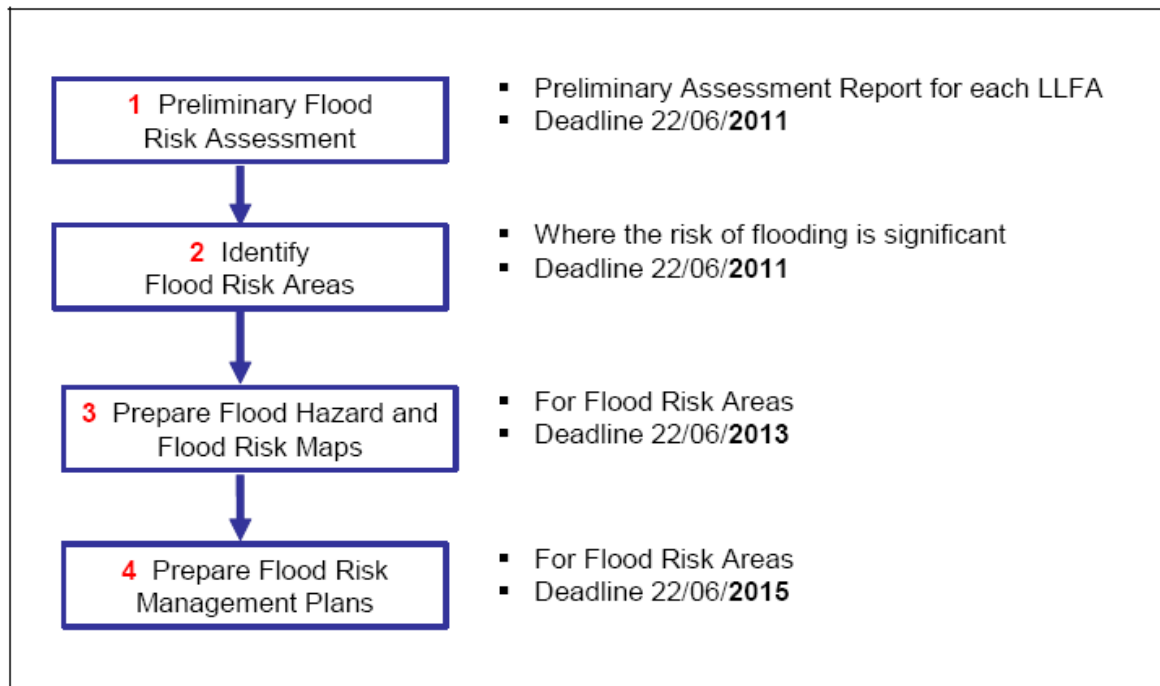 1 Preliminary Flood
Risk Assessment
▪ Preliminary Assessment Report for each LLFA
▪ Deadline 22/06/2011
2 Identify
Flood Risk Areas
▪ Where the risk of flooding is significant
▪ Deadline 22/06/2011
3 Prepare Flood Hazard and
Flood Risk Maps
▪ For Flood Risk Areas
▪ Deadline 22/06/2013
4 Prepare Flood Risk
Management Plans
▪ For Flood Risk Areas
▪ Deadline 22/06/2015